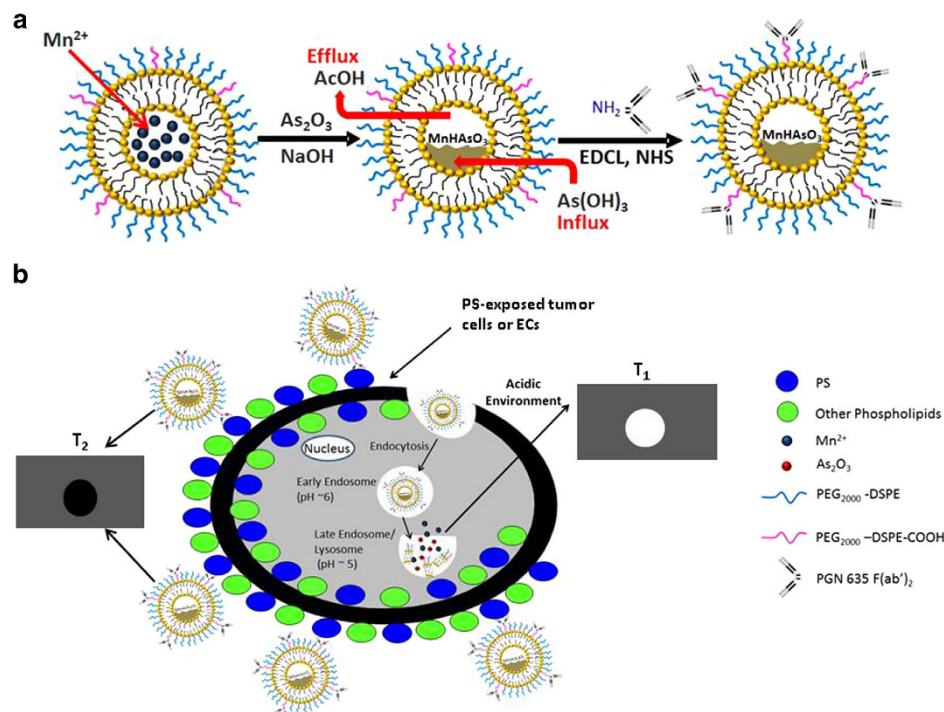 a
Mn²⁺
As₂O₃
NaOH
Efflux
AcOH
MnHAsO₃
As(OH)₃
Influx
NH₂
EDCL, NHS
MnHAsO₃
b
PS-exposed tumor
cells or ECs
T₂
T₁
Acidic
Environment
Nucleus
Endocytosis
Early Endosome
(pH ~6)
Late Endosome/
Lysosome
(pH ~ 5)
PS
Other Phospholipids
Mn²⁺
As₂O₃
PEG₂₀₀₀ -DSPE
PEG₂₀₀₀ –DSPE-COOH
PGN 635 F(ab’)₂